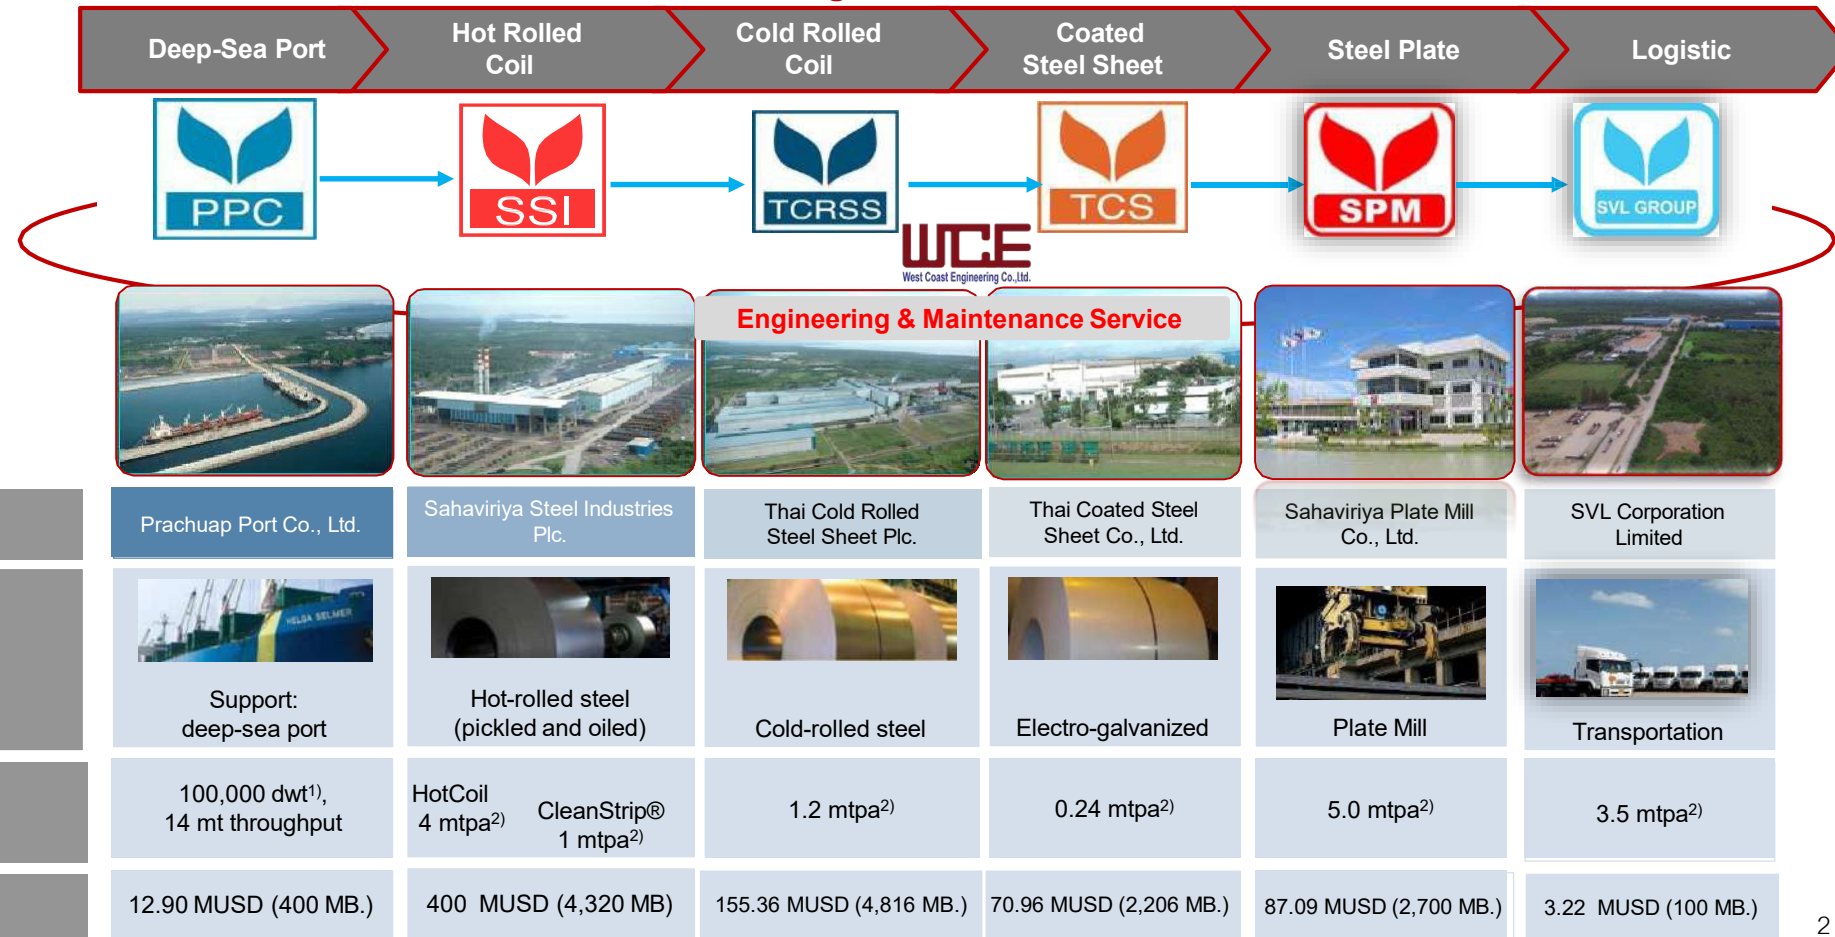 Deep-Sea Port
Hot Rolled
Coil
Cold Rolled
Coil
Coated
Steel Sheet
Steel Plate
Logistic
PPC
SSI
TCRSS
TCS
SPM
SVL GROUP
WCE
West Coast Engineering Co.,Ltd.
Engineering & Maintenance Service
Prachuap Port Co., Ltd.
Sahaviriya Steel Industries
Plc.
Thai Cold Rolled
Steel Sheet Plc.
Thai Coated Steel
Sheet Co., Ltd.
Sahaviriya Plate Mill
Co., Ltd.
SVL Corporation
Limited
HELGA SELMER
Support:
deep-sea port
Hot-rolled steel
(pickled and oiled)
Cold-rolled steel
Electro-galvanized
Plate Mill
Transportation
100,000 dwt1),
14 mt throughput
HotCoil
4 mtpa2)
CleanStrip®
1 mtpa2)
1.2 mtpa2)
0.24 mtpa2)
5.0 mtpa2)
3.5 mtpa2)
12.90 MUSD (400 MB.)
400 MUSD (4,320 MB)
155.36 MUSD (4,816 MB.)
70.96 MUSD (2,206 MB.)
87.09 MUSD (2,700 MB.)
3.22 MUSD (100 MB.)
2